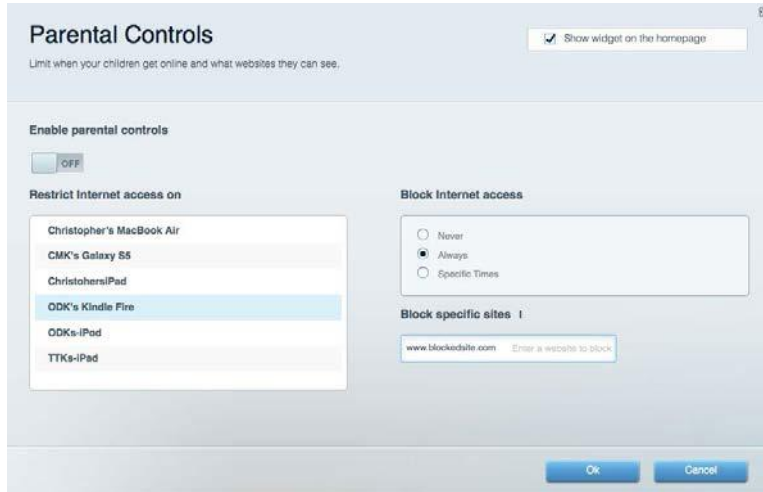 Parental Controls
Show widget on the homepage
Limit when your children get online and what websites they can see.
Enable parental controls
OFF
Restrict Internet access on
Block Internet access
Christopher's MacBook Air
CMK's Galaxy S5
ChristohersiPad
ODK's Kindle Fire
ODKs-iPod
TTKs-iPad
Never
Always
Specific Times
Block specific sites
www.blockedsite.com Enter a website to block
Ok
Cancel